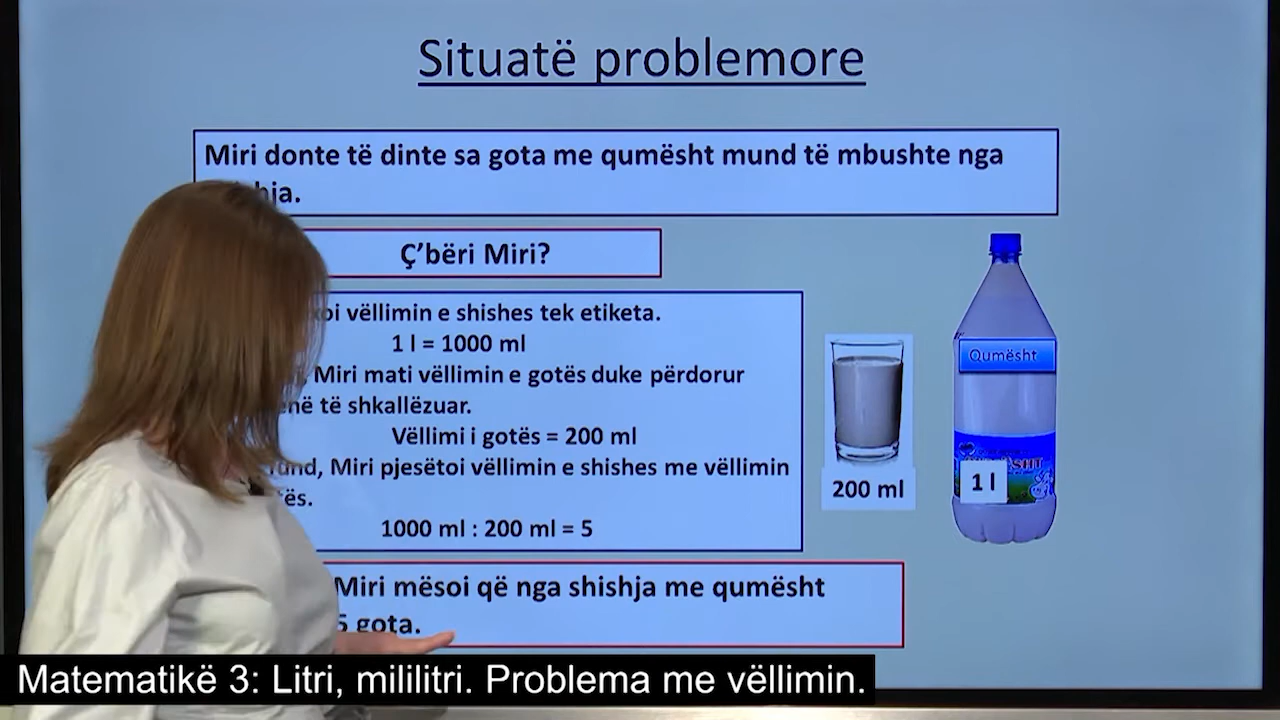 Situatë problemore
Miri donte të dinte sa gota me qumësht mund të mbushte nga
Ç’bëri Miri?
vëllimin e shishes tek etiketa.
1 l = 1000 ml
Miri mati vëllimin e gotës duke përdorur
të shkallëzuar.
Vëllimi i gotës = 200 ml
Miri pjesëtoi vëllimin e shishes me vëllimin
1000 ml : 200 ml = 5
Miri mësoi që nga shishja me qumësht
5 gota.
Qumësht
1 l
200 ml
Matematikë 3: Litri, mililitri. Problema me vëllimin.